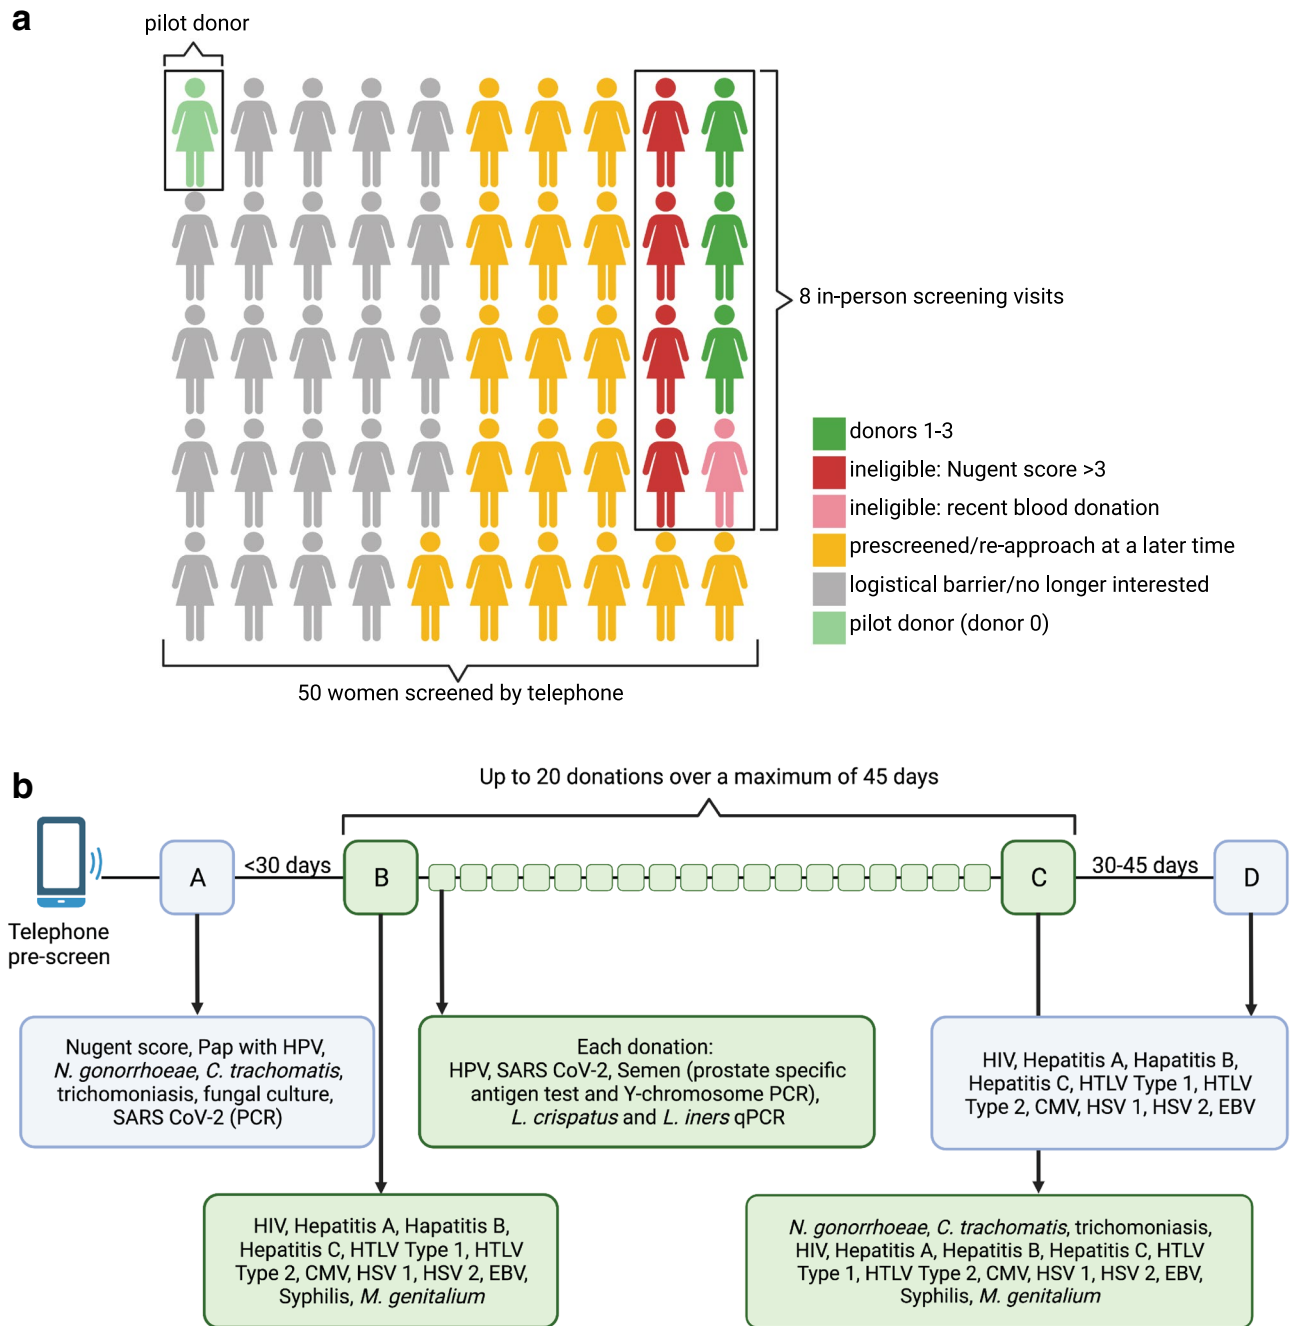 a
pilot donor
8 in-person screening visits
donors 1-3
ineligible: Nugent score >3
ineligible: recent blood donation
prescreened/re-approach at a later time
logistical barrier/no longer interested
pilot donor (donor 0)
50 women screened by telephone
b
Up to 20 donations over a maximum of 45 days
Telephone
pre-screen
A
<30 days
B
C
30-45 days
D
Nugent score, Pap with HPV,
N. gonorrhoeae, C. trachomatis,
trichomoniasis, fungal culture,
SARS CoV-2 (PCR)
Each donation:
HPV, SARS CoV-2, Semen (prostate specific
antigen test and Y-chromosome PCR),
L. crispatus and L. iners qPCR
HIV, Hepatitis A, Hapatitis B,
Hepatitis C, HTLV Type 1, HTLV
Type 2, CMV, HSV 1, HSV 2, EBV
HIV, Hepatitis A, Hapatitis B,
Hepatitis C, HTLV Type 1, HTLV
Type 2, CMV, HSV 1, HSV 2, EBV,
Syphilis, M. genitalium
N. gonorrhoeae, C. trachomatis, trichomoniasis,
HIV, Hepatitis A, Hepatitis B, Hepatitis C, HTLV
Type 1, HTLV Type 2, CMV, HSV 1, HSV 2, EBV,
Syphilis, M. genitalium